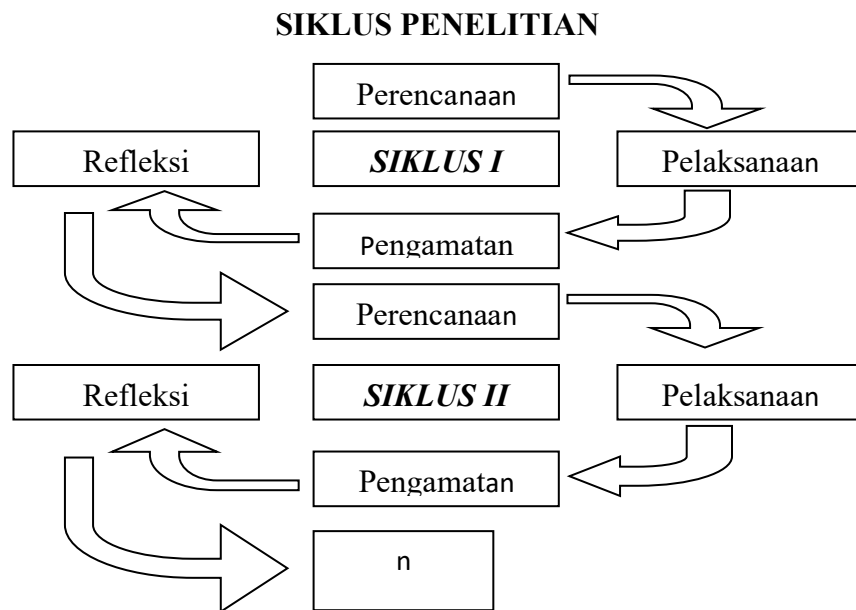 SIKLUS PENELITIAN
Perencanaan
Refleksi
SIKLUS I
Pelaksanaan
Pengamatan
Perencanaan
Refleksi
SIKLUS II
Pelaksanaan
Pengamatan
n